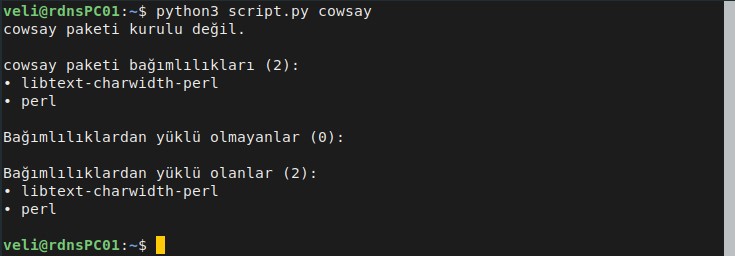 veli@rdnsPC01:~$ python3 script.py cowsay
cowsay paketi kurulu değil.
cowsay paketi bağımlılıkları (2):
• libtext-charwidth-perl
• perl
Bağımlılıklardan yüklü olmayanlar (0):
Bağımlılıklardan yüklü olanlar (2):
• libtext-charwidth-perl
• perl
veli@rdnsPC01:~$